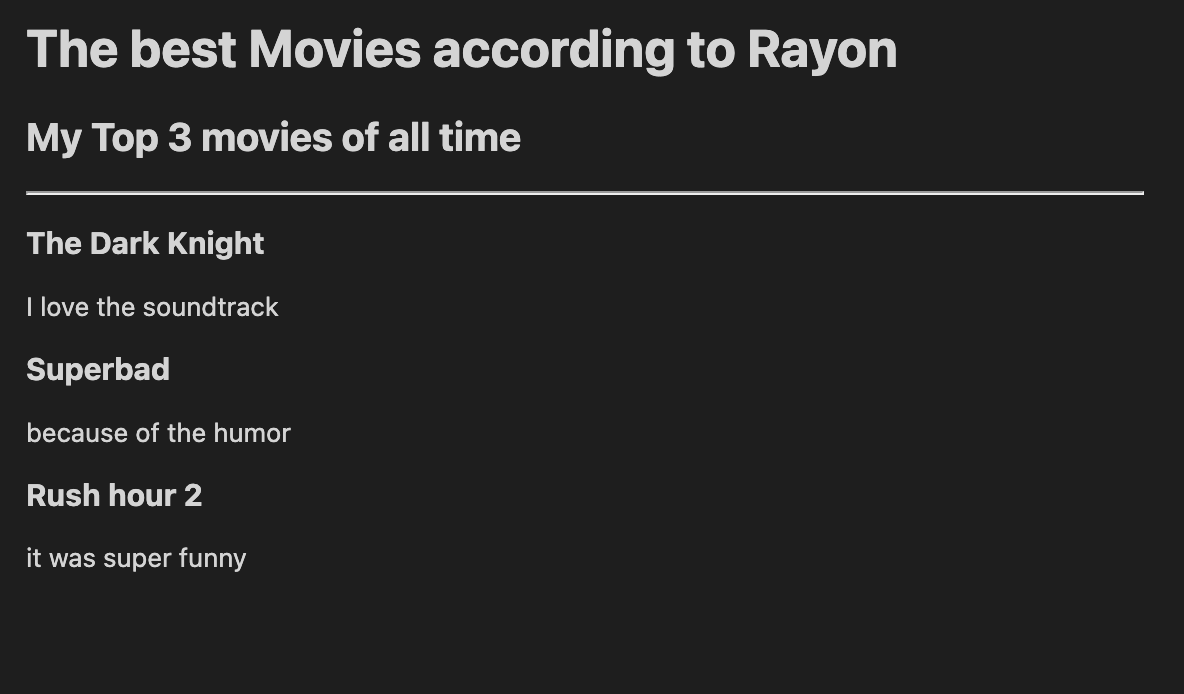 The best Movies according to Rayon
My Top 3 movies of all time
The Dark Knight
I love the soundtrack
Superbad
because of the humor
Rush hour 2
it was super funny